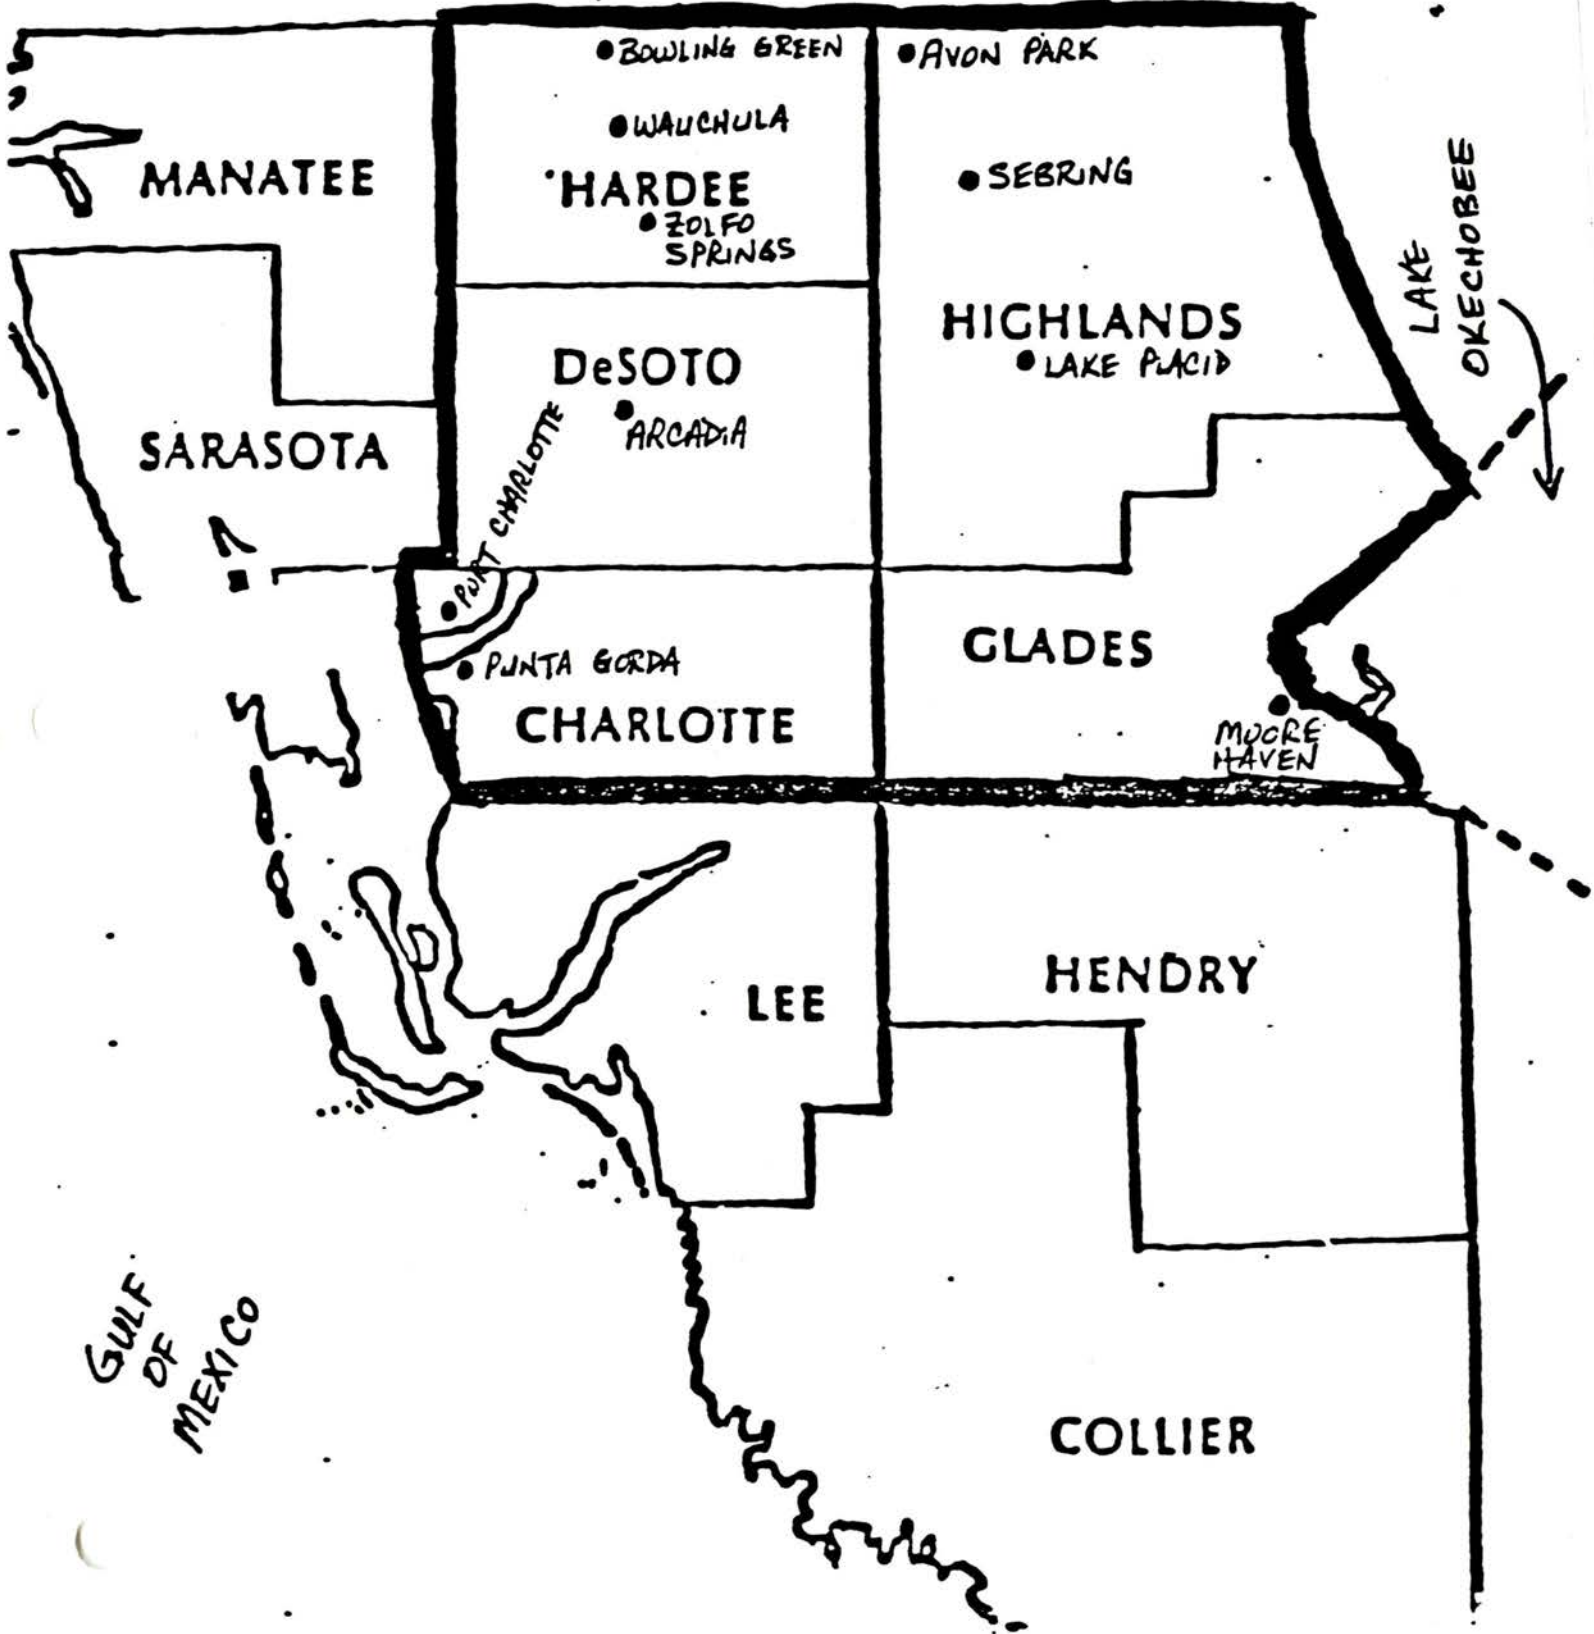 BOWLING GREEN
AVON PARK
WAUCHULA
MANATEE
HARDEE
SEBRING
ZOLFO
SPRINGS
LAKE
OKECHOBEE
HIGHLANDS
LAKE PLACID
DeSOTO
ARCADIA
SARASOTA
PORT CHARLOTTE
PUNTA GORDA
GLADES
CHARLOTTE
MOORE
HAVEN
LEE
HENDRY
GULF
OF
MEXICO
COLLIER